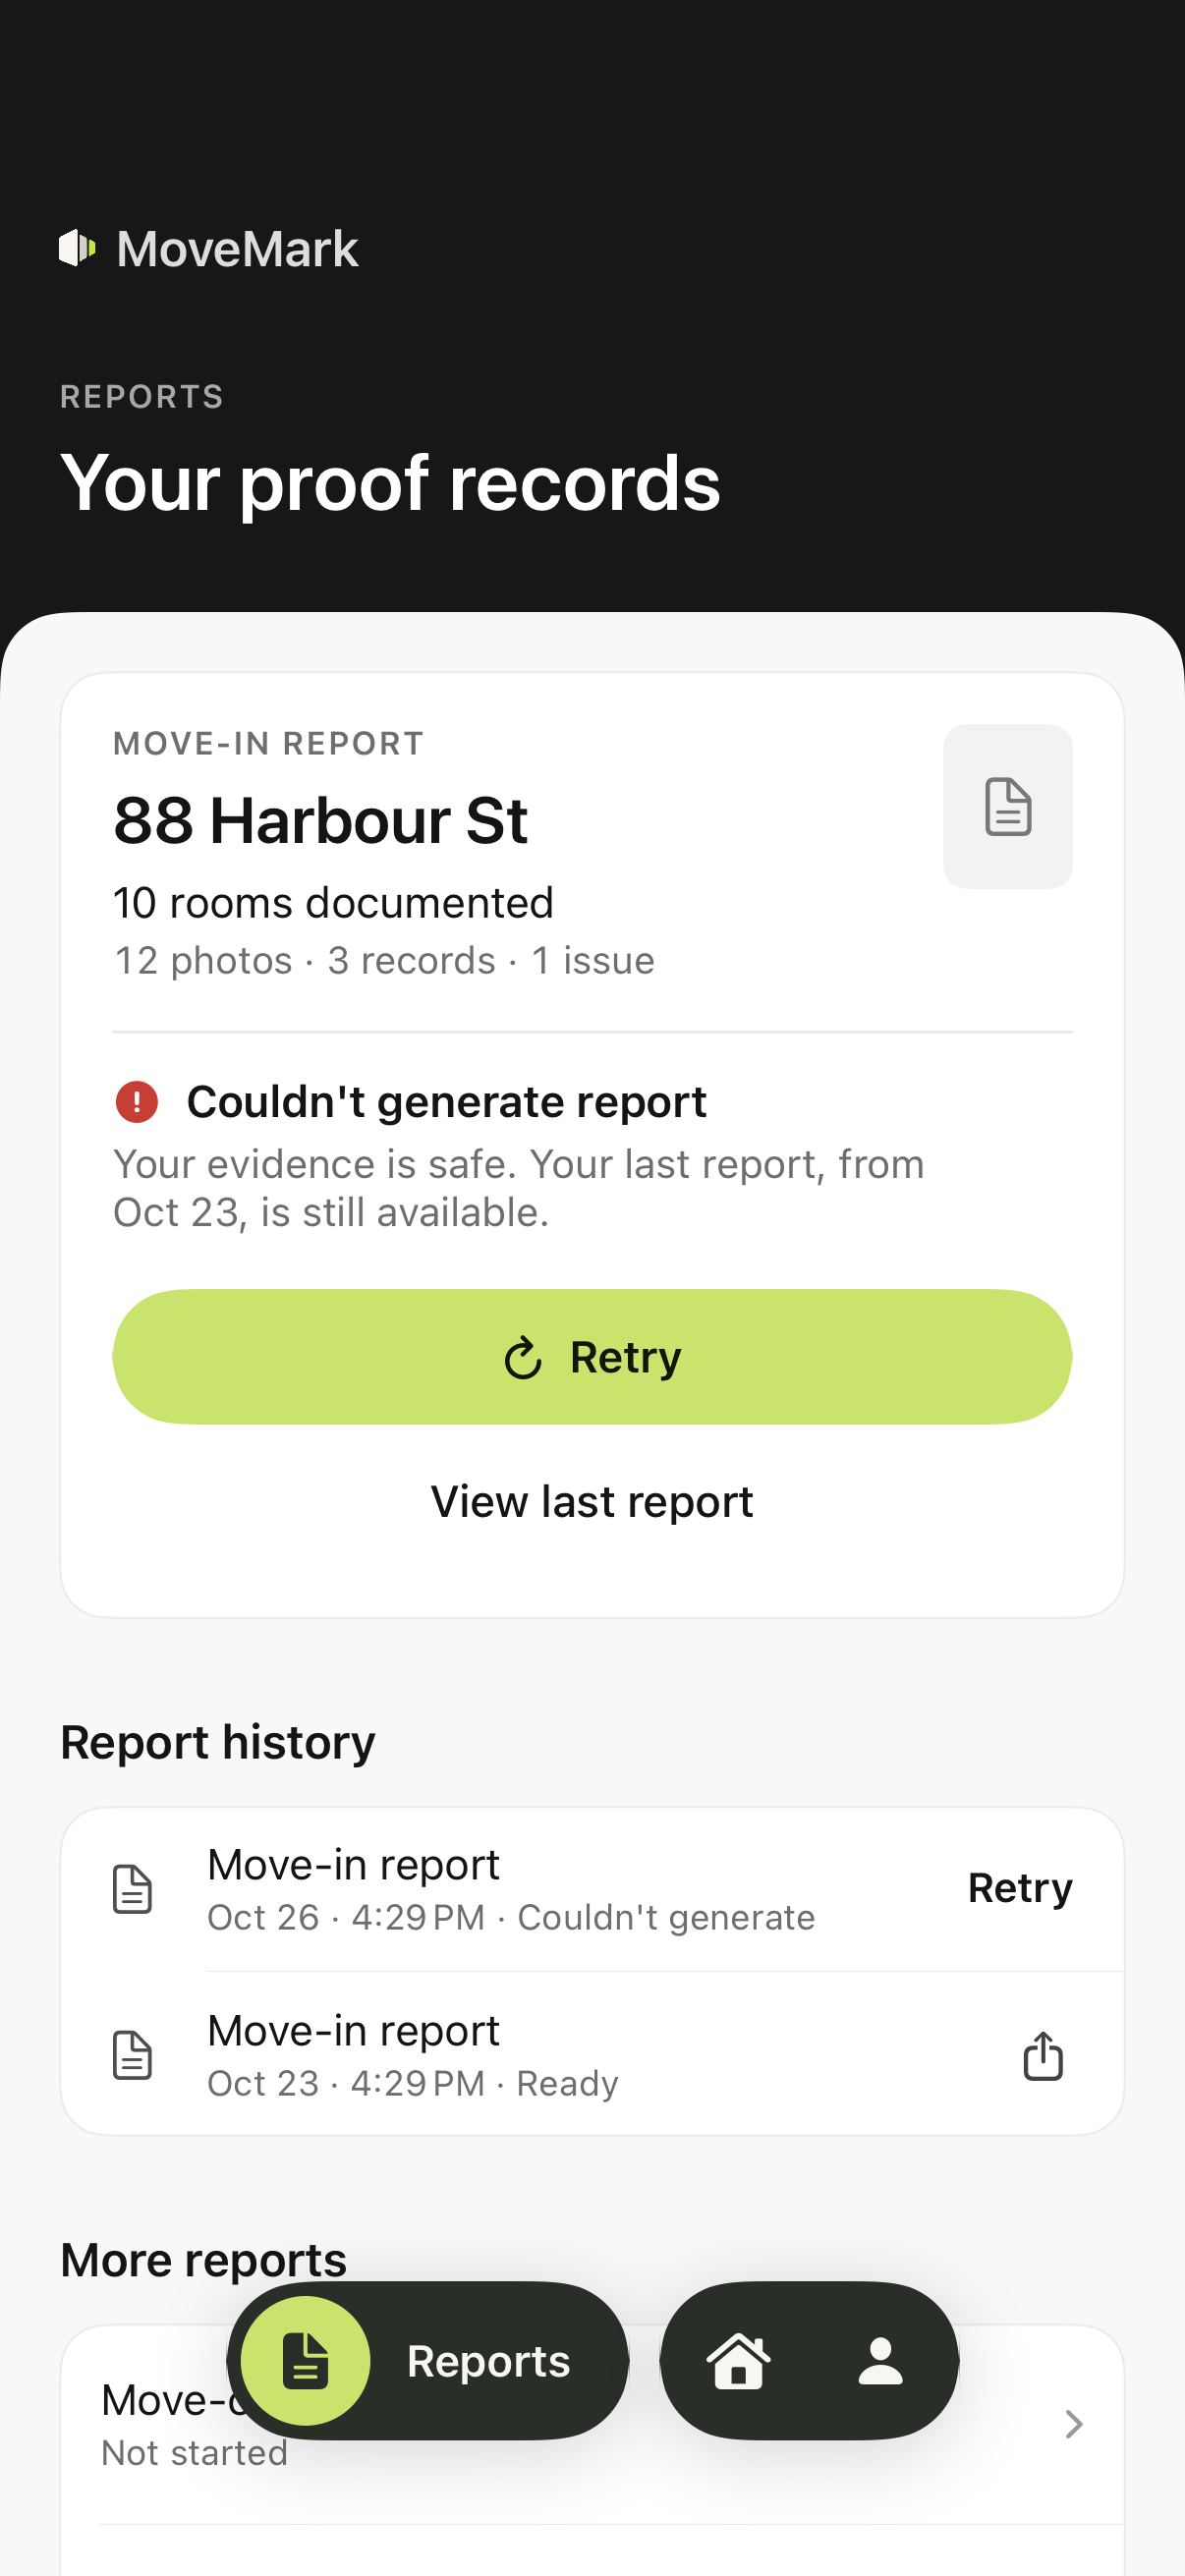 MoveMark
REPORTS
Your proof records
MOVE-IN REPORT
88 Harbour St
10 rooms documented
12 photos · 3 records · 1 issue
Couldn't generate report
Your evidence is safe. Your last report, from
Oct 23, is still available.
Retry
View last report
Report history
Move-in report
Oct 26 · 4:29 PM · Couldn't generate
Retry
Move-in report
Oct 23 · 4:29 PM · Ready
More reports
Reports
Not started